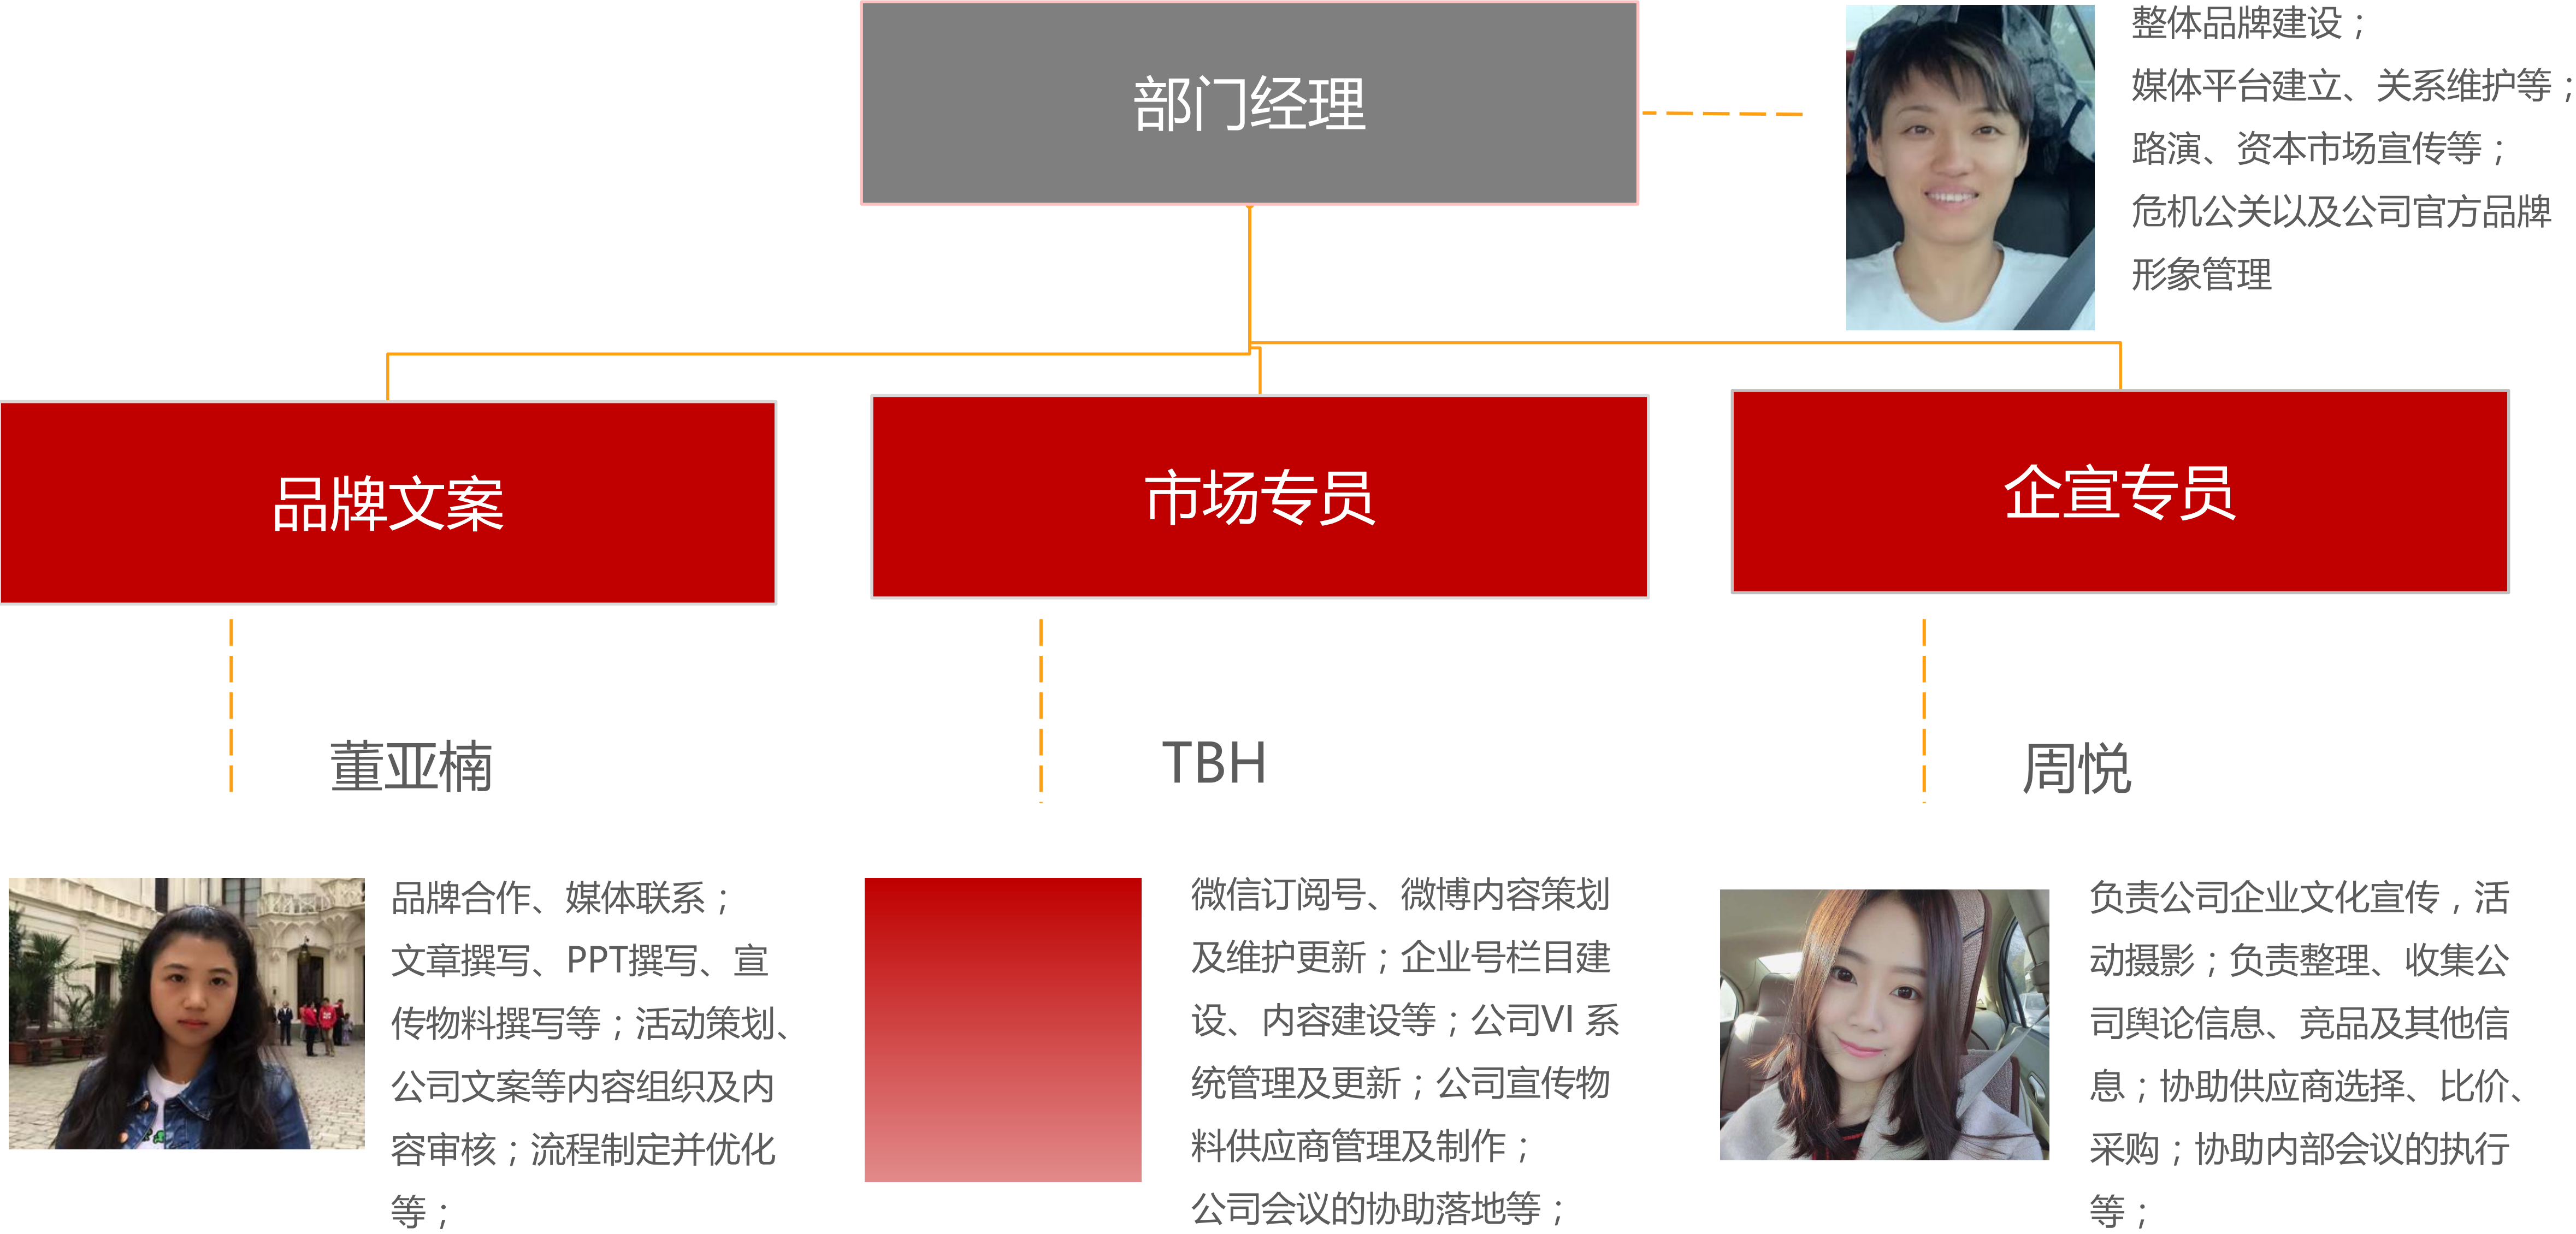 部门经理
整体品牌建设；
媒体平台建立、关系维护等；
路演、资本市场宣传等；
危机公关以及公司官方品牌
形象管理
品牌文案
市场专员
企宣专员
董亚楠
TBH
周悦
品牌合作、媒体联系；
文章撰写、PPT撰写、宣
传物料撰写等；活动策划、
公司文案等内容组织及内
容审核；流程制定并优化
等；
微信订阅号、微博内容策划
及维护更新；企业号栏目建
设、内容建设等；公司VI 系
统管理及更新；公司宣传物
料供应商管理及制作；
公司会议的协助落地等；
负责公司企业文化宣传，活
动摄影；负责整理、收集公
司舆论信息、竞品及其他信
息；协助供应商选择、比价、
采购；协助内部会议的执行
等；